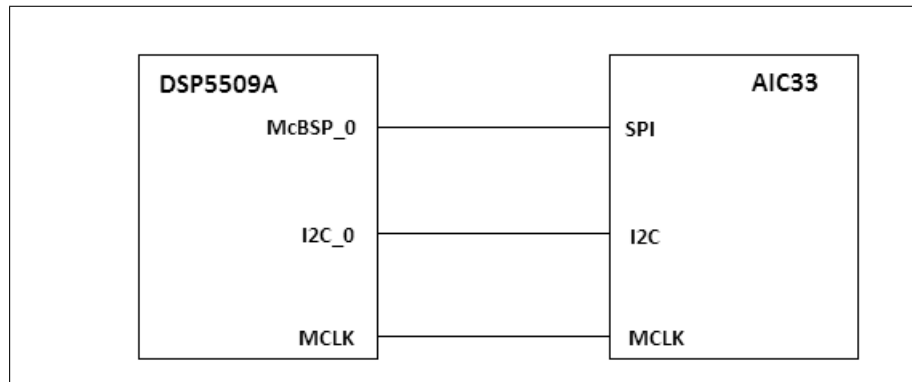 DSP5509A
AIC33
McBSP_0
SPI
I2C_0
I2C
MCLK
MCLK